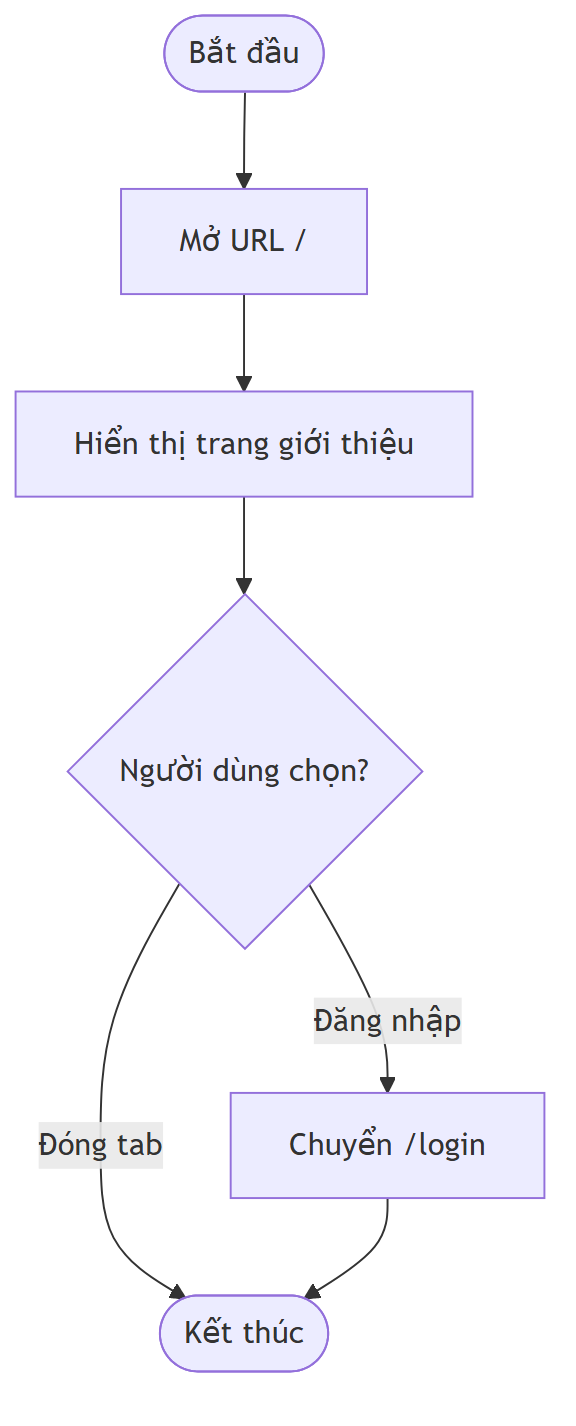 Bắt đầu
Mở URL /
Hiển thị trang giới thiệu
Người dùng chọn?
Đăng nhập
Đóng tab
Chuyển /login
Kết thúc